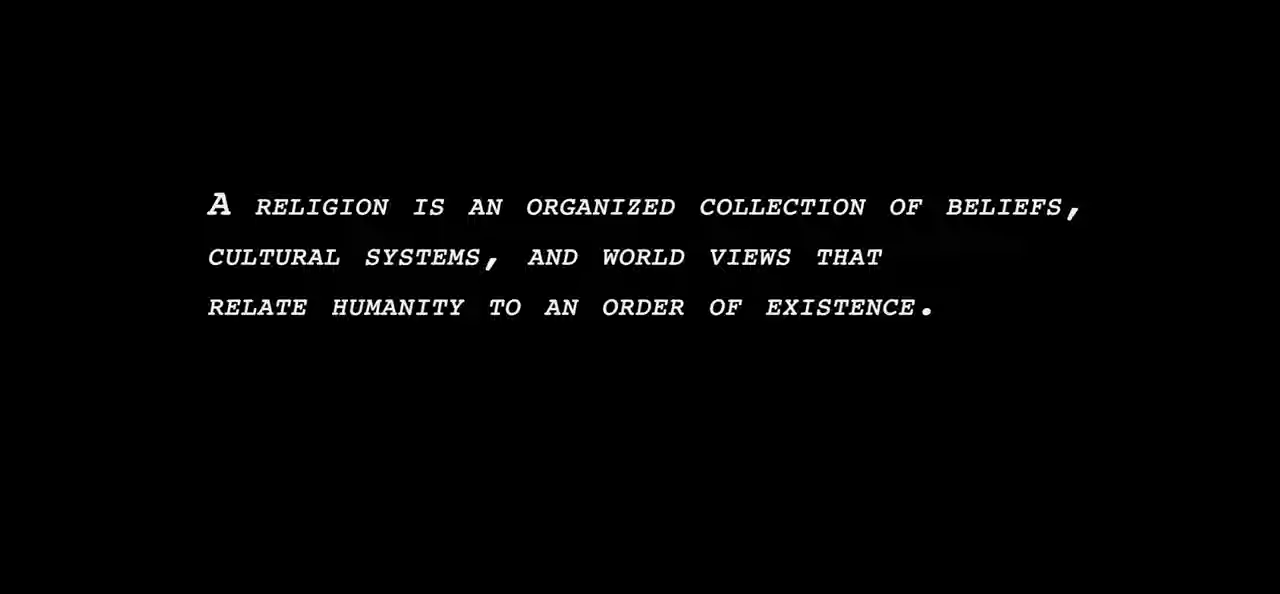 A RELIGION IS AN ORGANIZED COLLECTION OF BELIEFS,
CULTURAL SYSTEMS, AND WORLD VIEWS THAT
RELATE HUMANITY TO AN ORDER OF EXISTENCE.